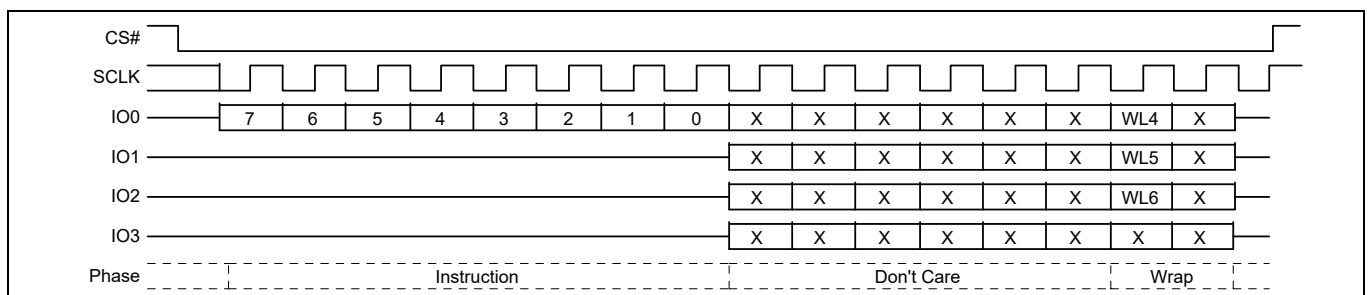 CS#
SCLK
IO0 7 6 5 4 3 2 1 0 X X X X X X WL4 X
IO1 X X X X X X WL5 X
IO2 X X X X X X WL6 X
IO3 X X X X X X X X
Phase Instruction Don't Care Wrap